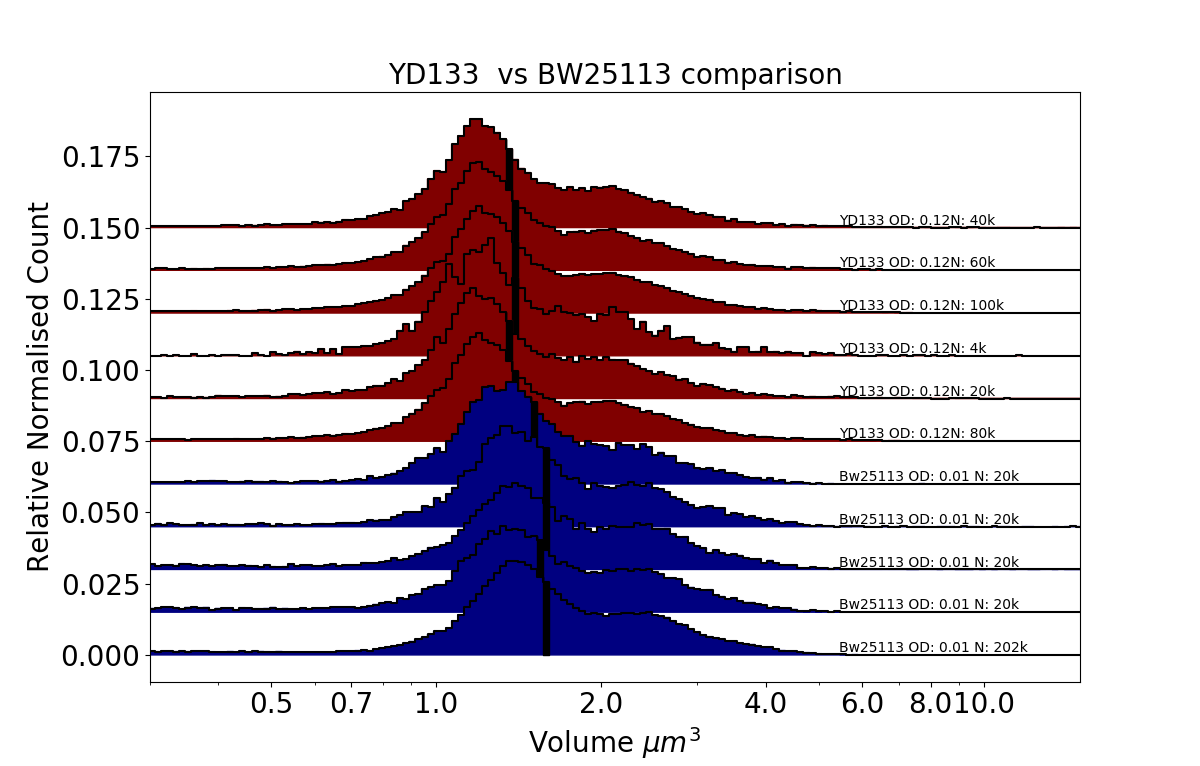 YD133  vs BW25113 comparison
Relative Normalised Count
0.175
0.150
0.125
0.100
0.075
0.050
0.025
0.000
YD133 OD: 0.12N: 40k
YD133 OD: 0.12N: 60k
YD133 OD: 0.12N: 100k
YD133 OD: 0.12N: 4k
YD133 OD: 0.12N: 20k
YD133 OD: 0.12N: 80k
Bw25113 OD: 0.01 N: 20k
Bw25113 OD: 0.01 N: 20k
Bw25113 OD: 0.01 N: 20k
Bw25113 OD: 0.01 N: 20k
Bw25113 OD: 0.01 N: 202k
0.5 0.7 1.0 2.0 4.0 6.0 8.0 10.0
Volume μm³